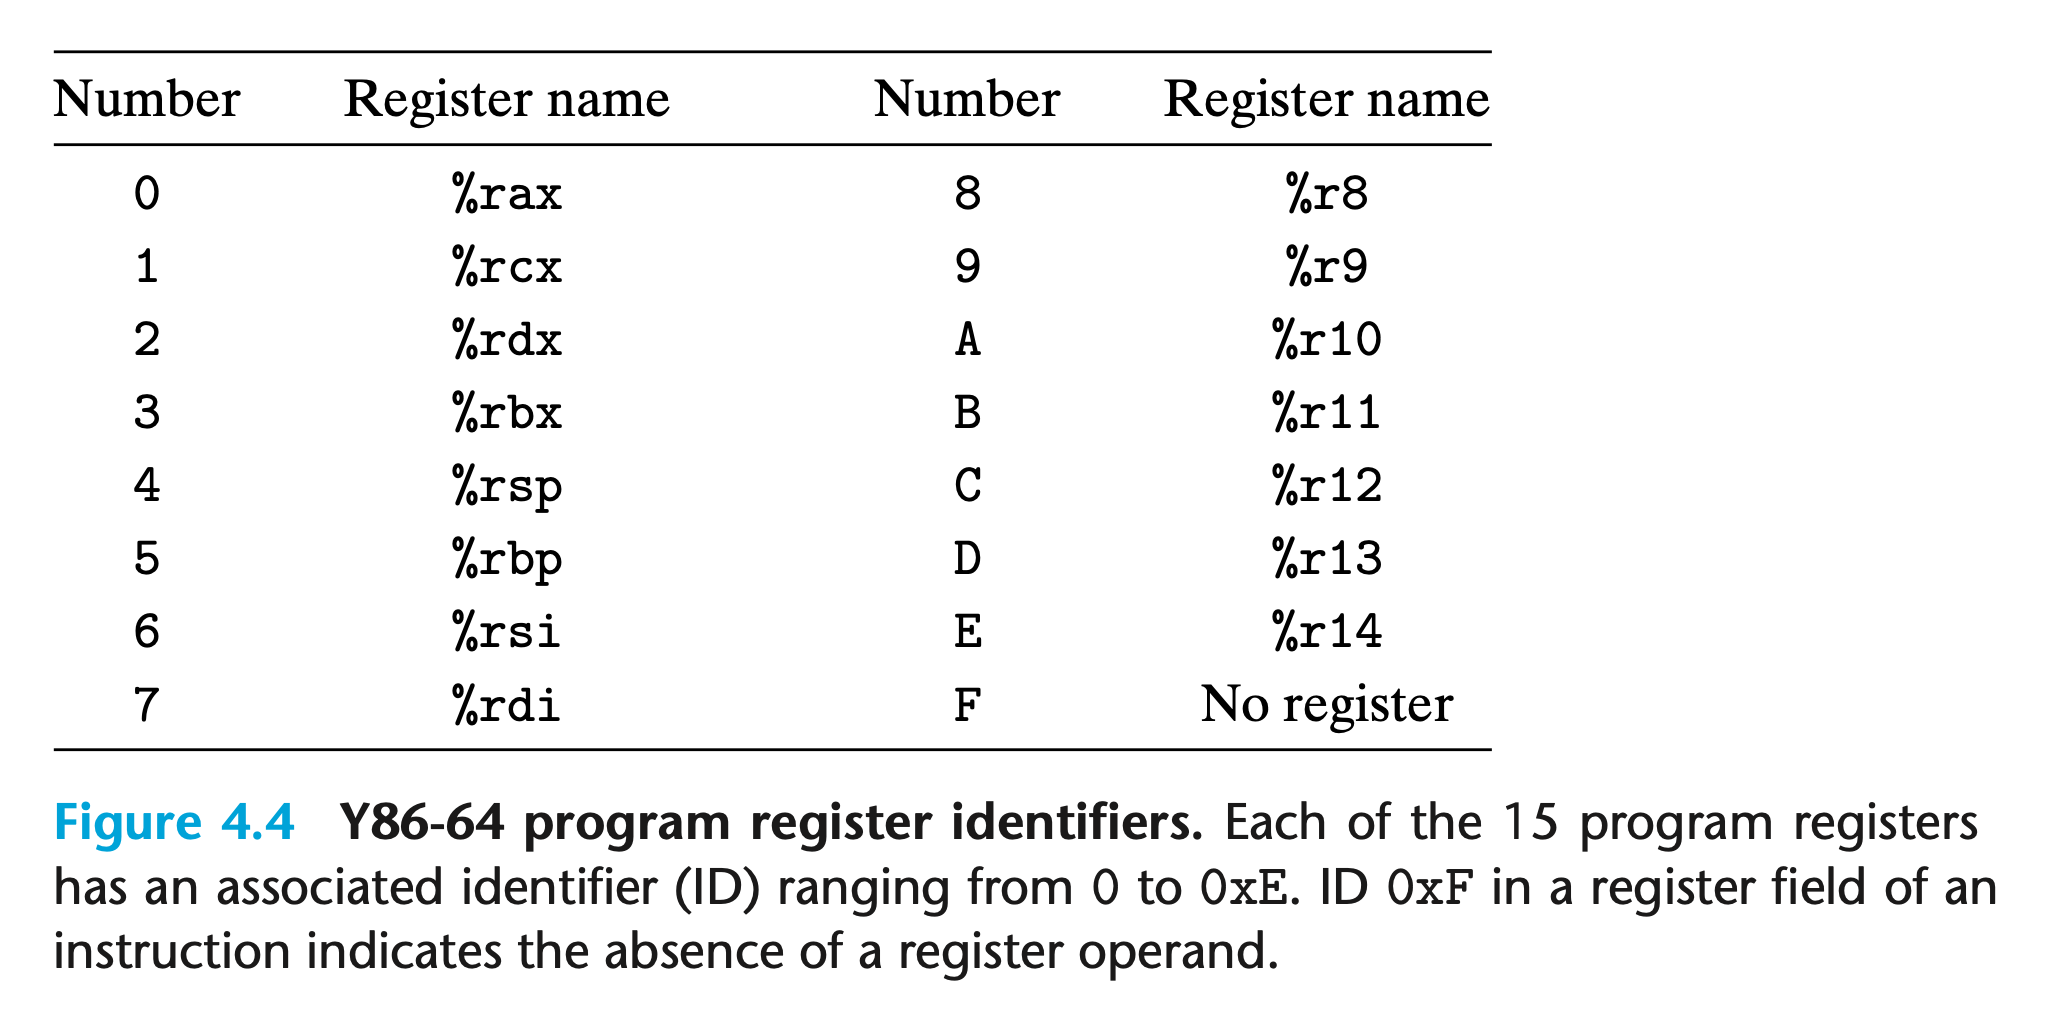 Number Register name Number Register name
0 %rax 8 %r8
1 %rcx 9 %r9
2 %rdx A %r10
3 %rbx B %r11
4 %rsp C %r12
5 %rbp D %r13
6 %rsi E %r14
7 %rdi F No register
Figure 4.4 Y86-64 program register identifiers. Each of the 15 program registers
has an associated identifier (ID) ranging from 0 to 0xE. ID 0xF in a register field of an
instruction indicates the absence of a register operand.